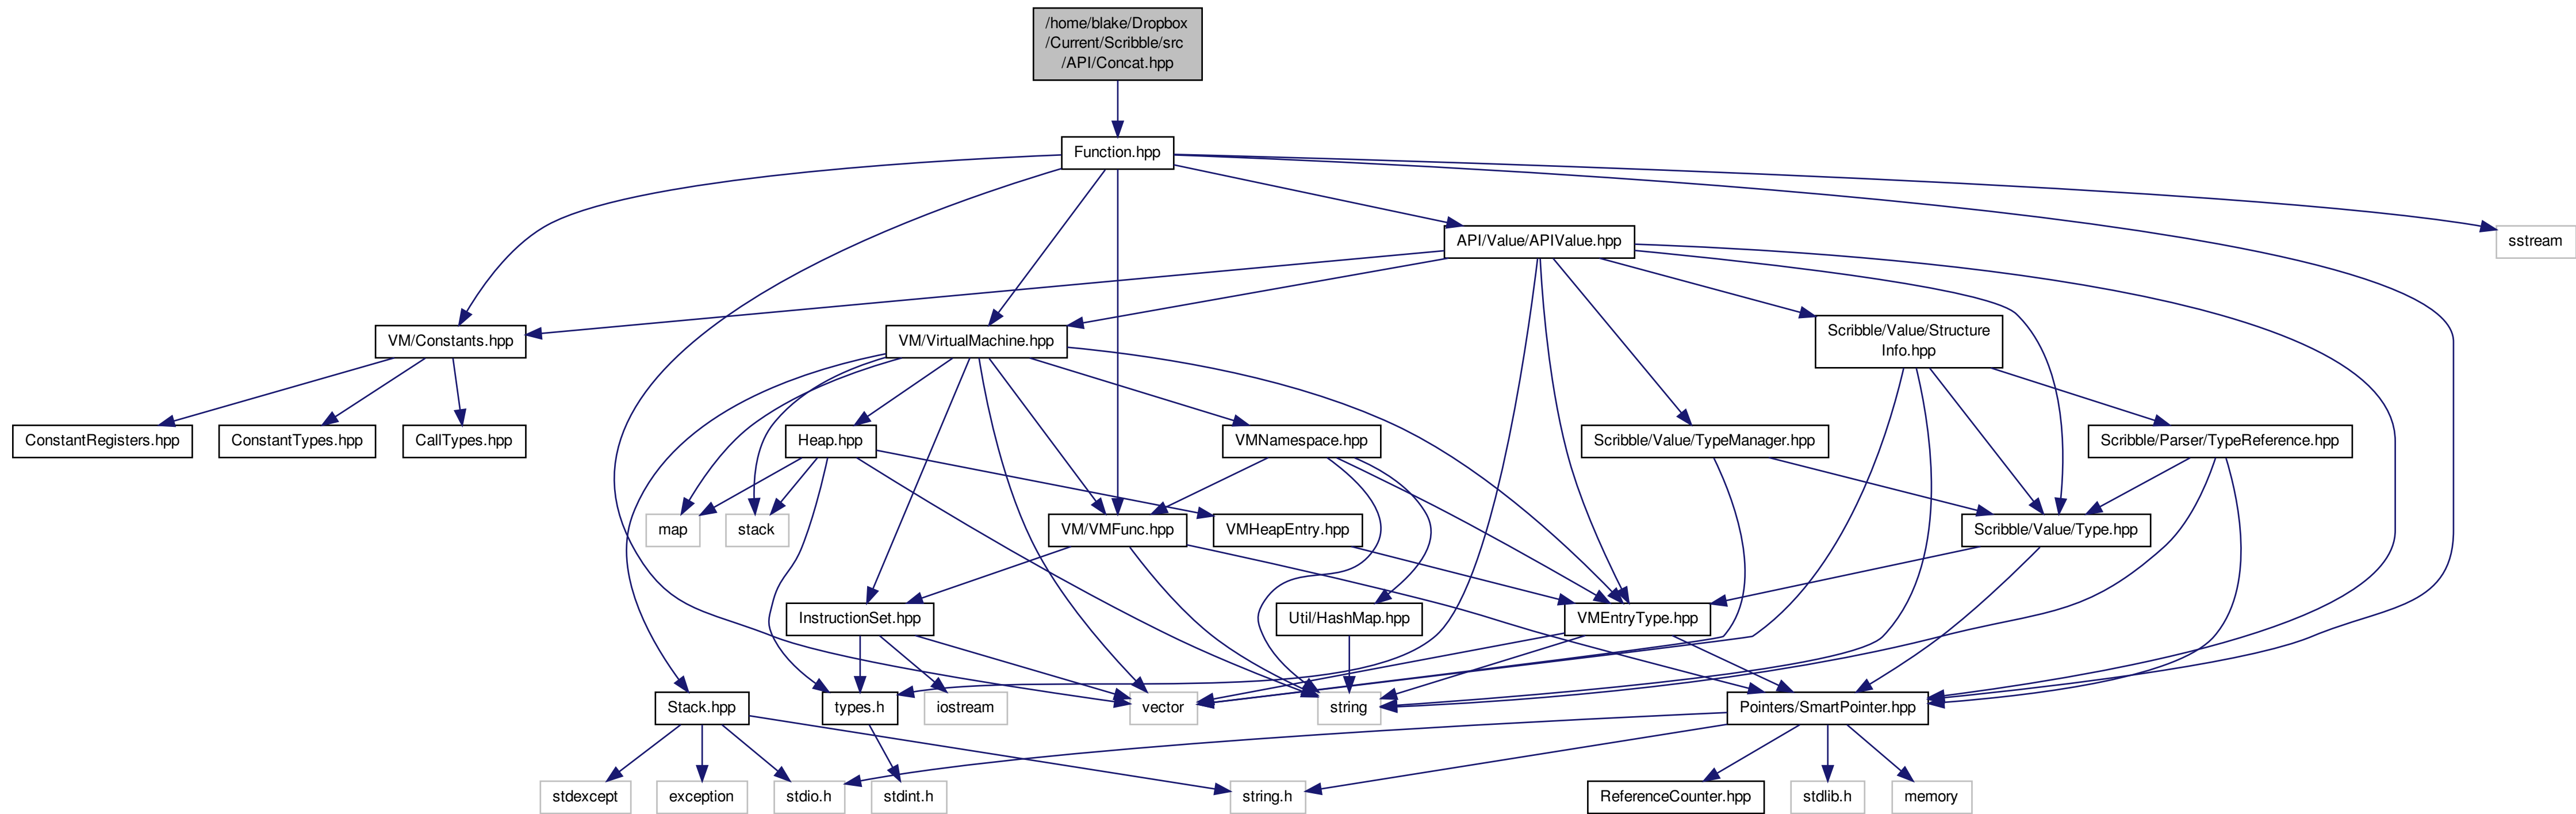 /home/blake/Dropbox
/Current/Scribble/src
/API/Concat.hpp
Function.hpp
API/Value/APIValue.hpp
sstream
VM/Constants.hpp
VM/VirtualMachine.hpp
Scribble/Value/Structure
Info.hpp
ConstantRegisters.hpp
ConstantTypes.hpp
CallTypes.hpp
Heap.hpp
VMNamespace.hpp
Scribble/Value/TypeManager.hpp
Scribble/Parser/TypeReference.hpp
map
stack
VM/VMFunc.hpp
VMHeapEntry.hpp
Scribble/Value/Type.hpp
InstructionSet.hpp
Util/HashMap.hpp
VMEntryType.hpp
Stack.hpp
types.h
iostream
vector
string
Pointers/SmartPointer.hpp
stdexcept
exception
stdio.h
stdint.h
string.h
ReferenceCounter.hpp
stdlib.h
memory